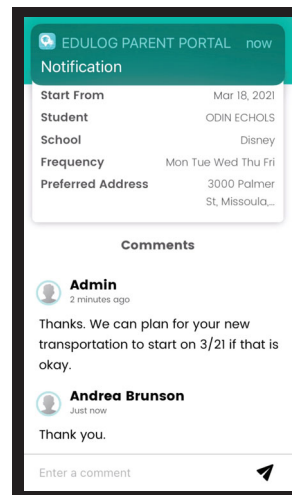 EDULOG PARENT PORTAL now
Notification
Start From Mar 18, 2021
Student ODIN ECHOLS
School Disney
Frequency Mon Tue Wed Thu Fri
Preferred Address 3000 Palmer
St, Missoula,...
Comments
Admin
2 minutes ago
Thanks. We can plan for your new
transportation to start on 3/21 if that is
okay.
Andrea Brunson
Just now
Thank you.
Enter a comment